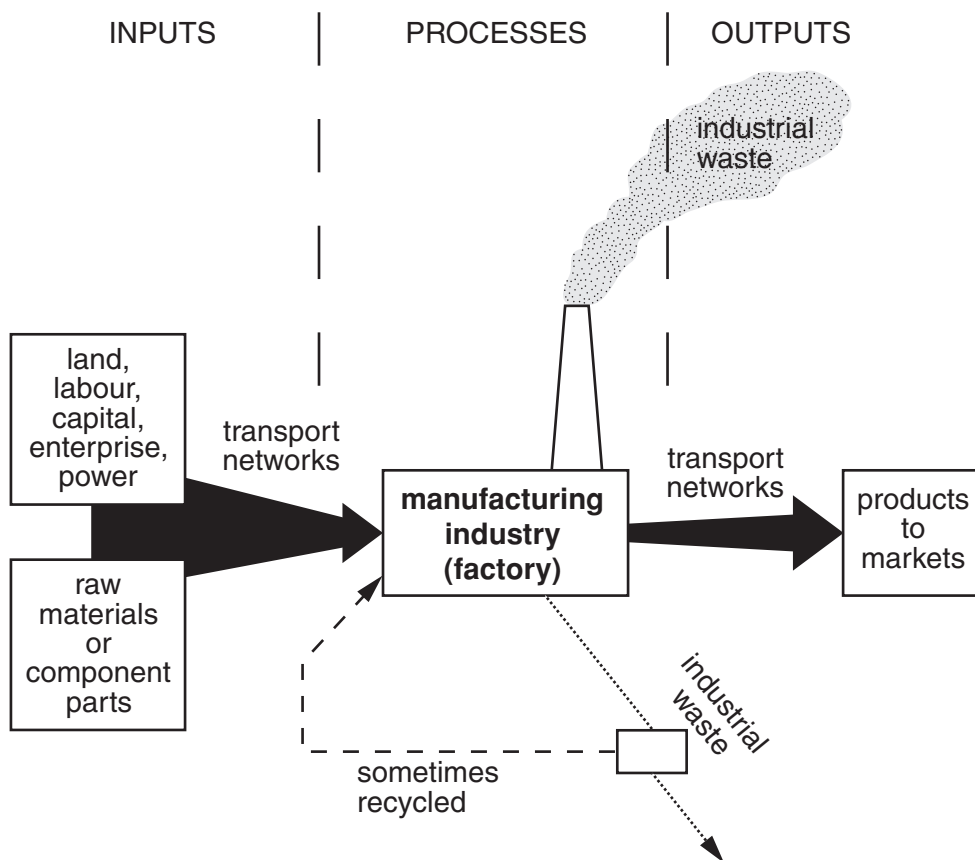 INPUTS
PROCESSES
OUTPUTS
industrial
waste
land,
labour,
capital,
enterprise,
power
transport
networks
manufacturing
industry
(factory)
transport
networks
products
to
markets
raw
materials
or
component
parts
industrial
waste
sometimes
recycled